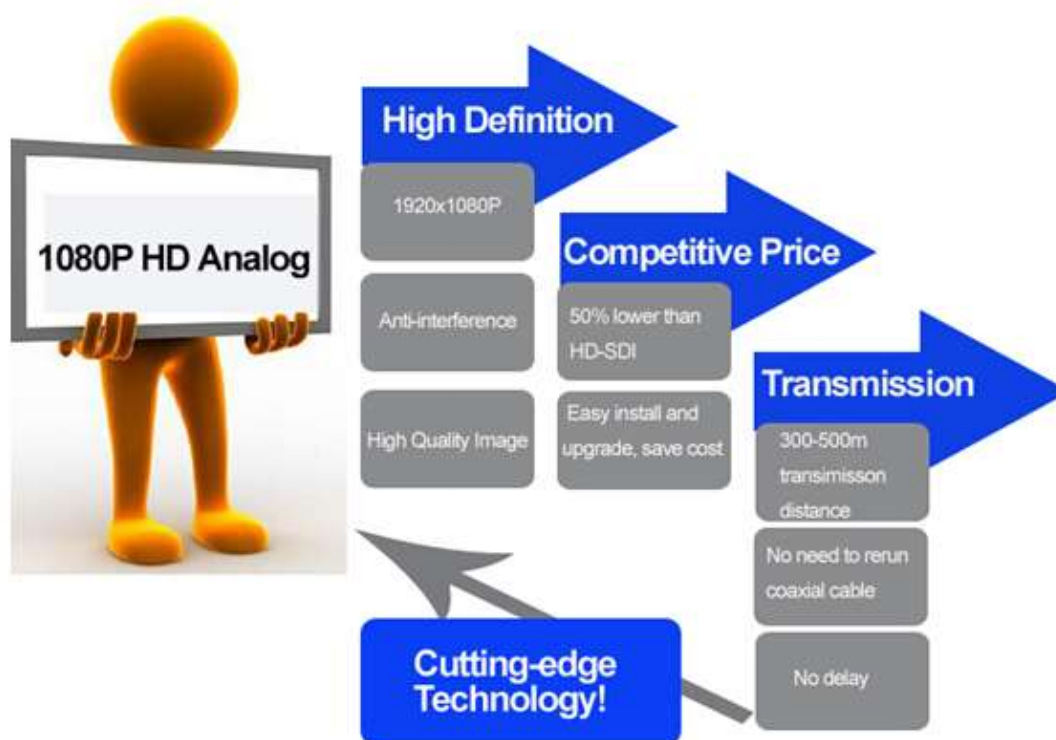 1080P HD Analog
High Definition
1920x1080P
Anti-interference
High Quality Image
Competitive Price
50% lower than
HD-SDI
Easy install and
upgrade, save cost
Transmission
300-500m
transimisson
distance
No need to rerun
coaxial cable
No delay
Cutting-edge
Technology!